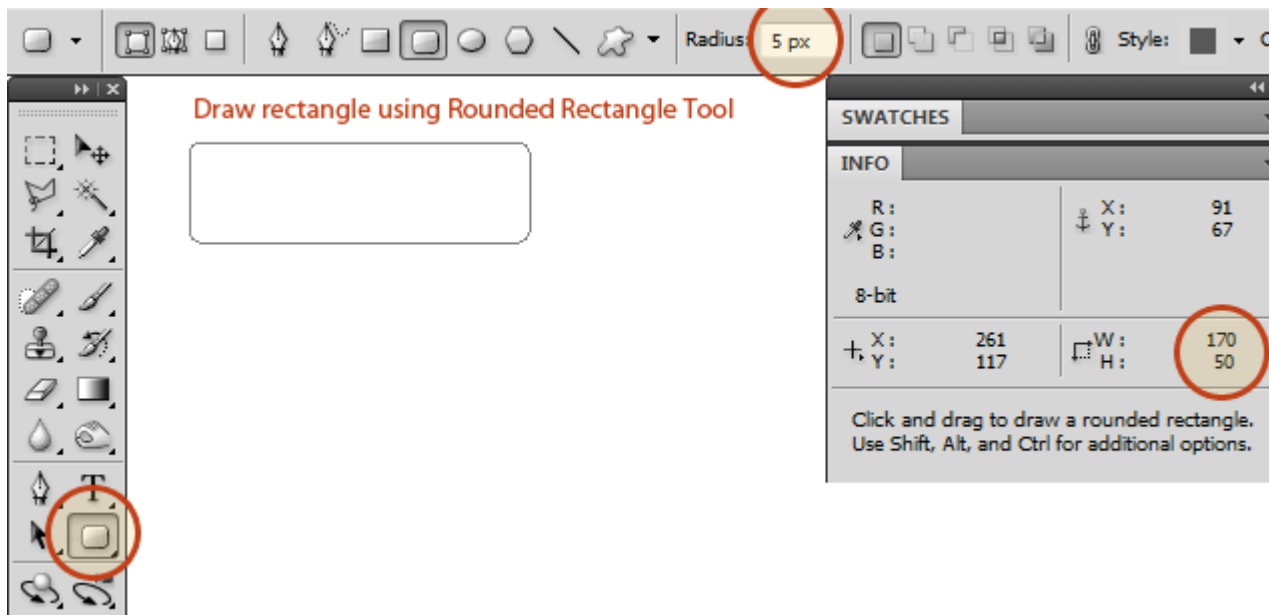 Radius: 5 px
Style:
Draw rectangle using Rounded Rectangle Tool
SWATCHES
INFO
R :
G :
B :
X : 91
Y : 67
8-bit
X : 261
Y : 117
W : 170
H : 50
Click and drag to draw a rounded rectangle.
Use Shift, Alt, and Ctrl for additional options.
T